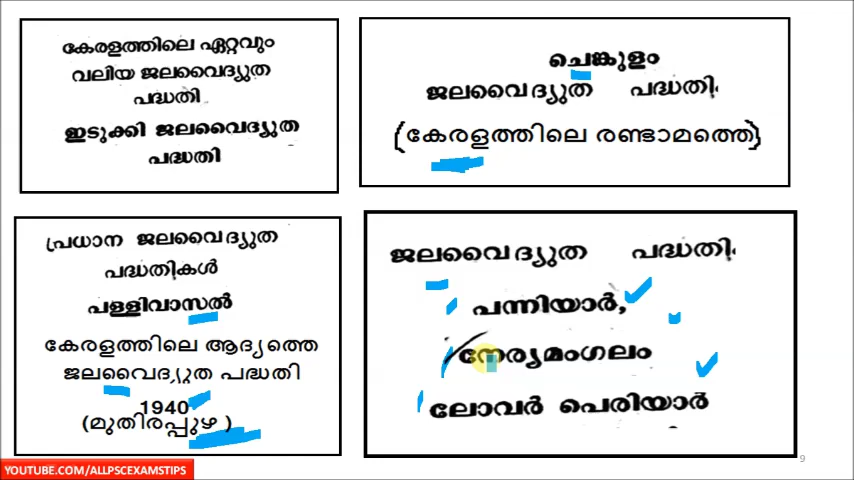 കേരളത്തിലെ ഏറ്റവും
വലിയ ജലവൈദ്യുത
പദ്ധതി
ഇടുക്കി ജലവൈദ്യുത
പദ്ധതി
ചെങ്കുളം
ജലവൈദ്യുത പദ്ധതി
(കേരളത്തിലെ രണ്ടാമത്തെ)
പ്രധാന ജലവൈദ്യുത
പദ്ധതികൾ
പള്ളിവാസൽ
കേരളത്തിലെ ആദ്യത്തെ
ജലവൈദ്യുത പദ്ധതി
1940
(മുതിരപ്പുഴ)
ജലവൈദ്യുത പദ്ധതി
പന്നിയാർ,
നേര്യമംഗലം
ലോവർ പെരിയാർ
YOUTUBE.COM/ALLPSCEXAMSTIPS
9